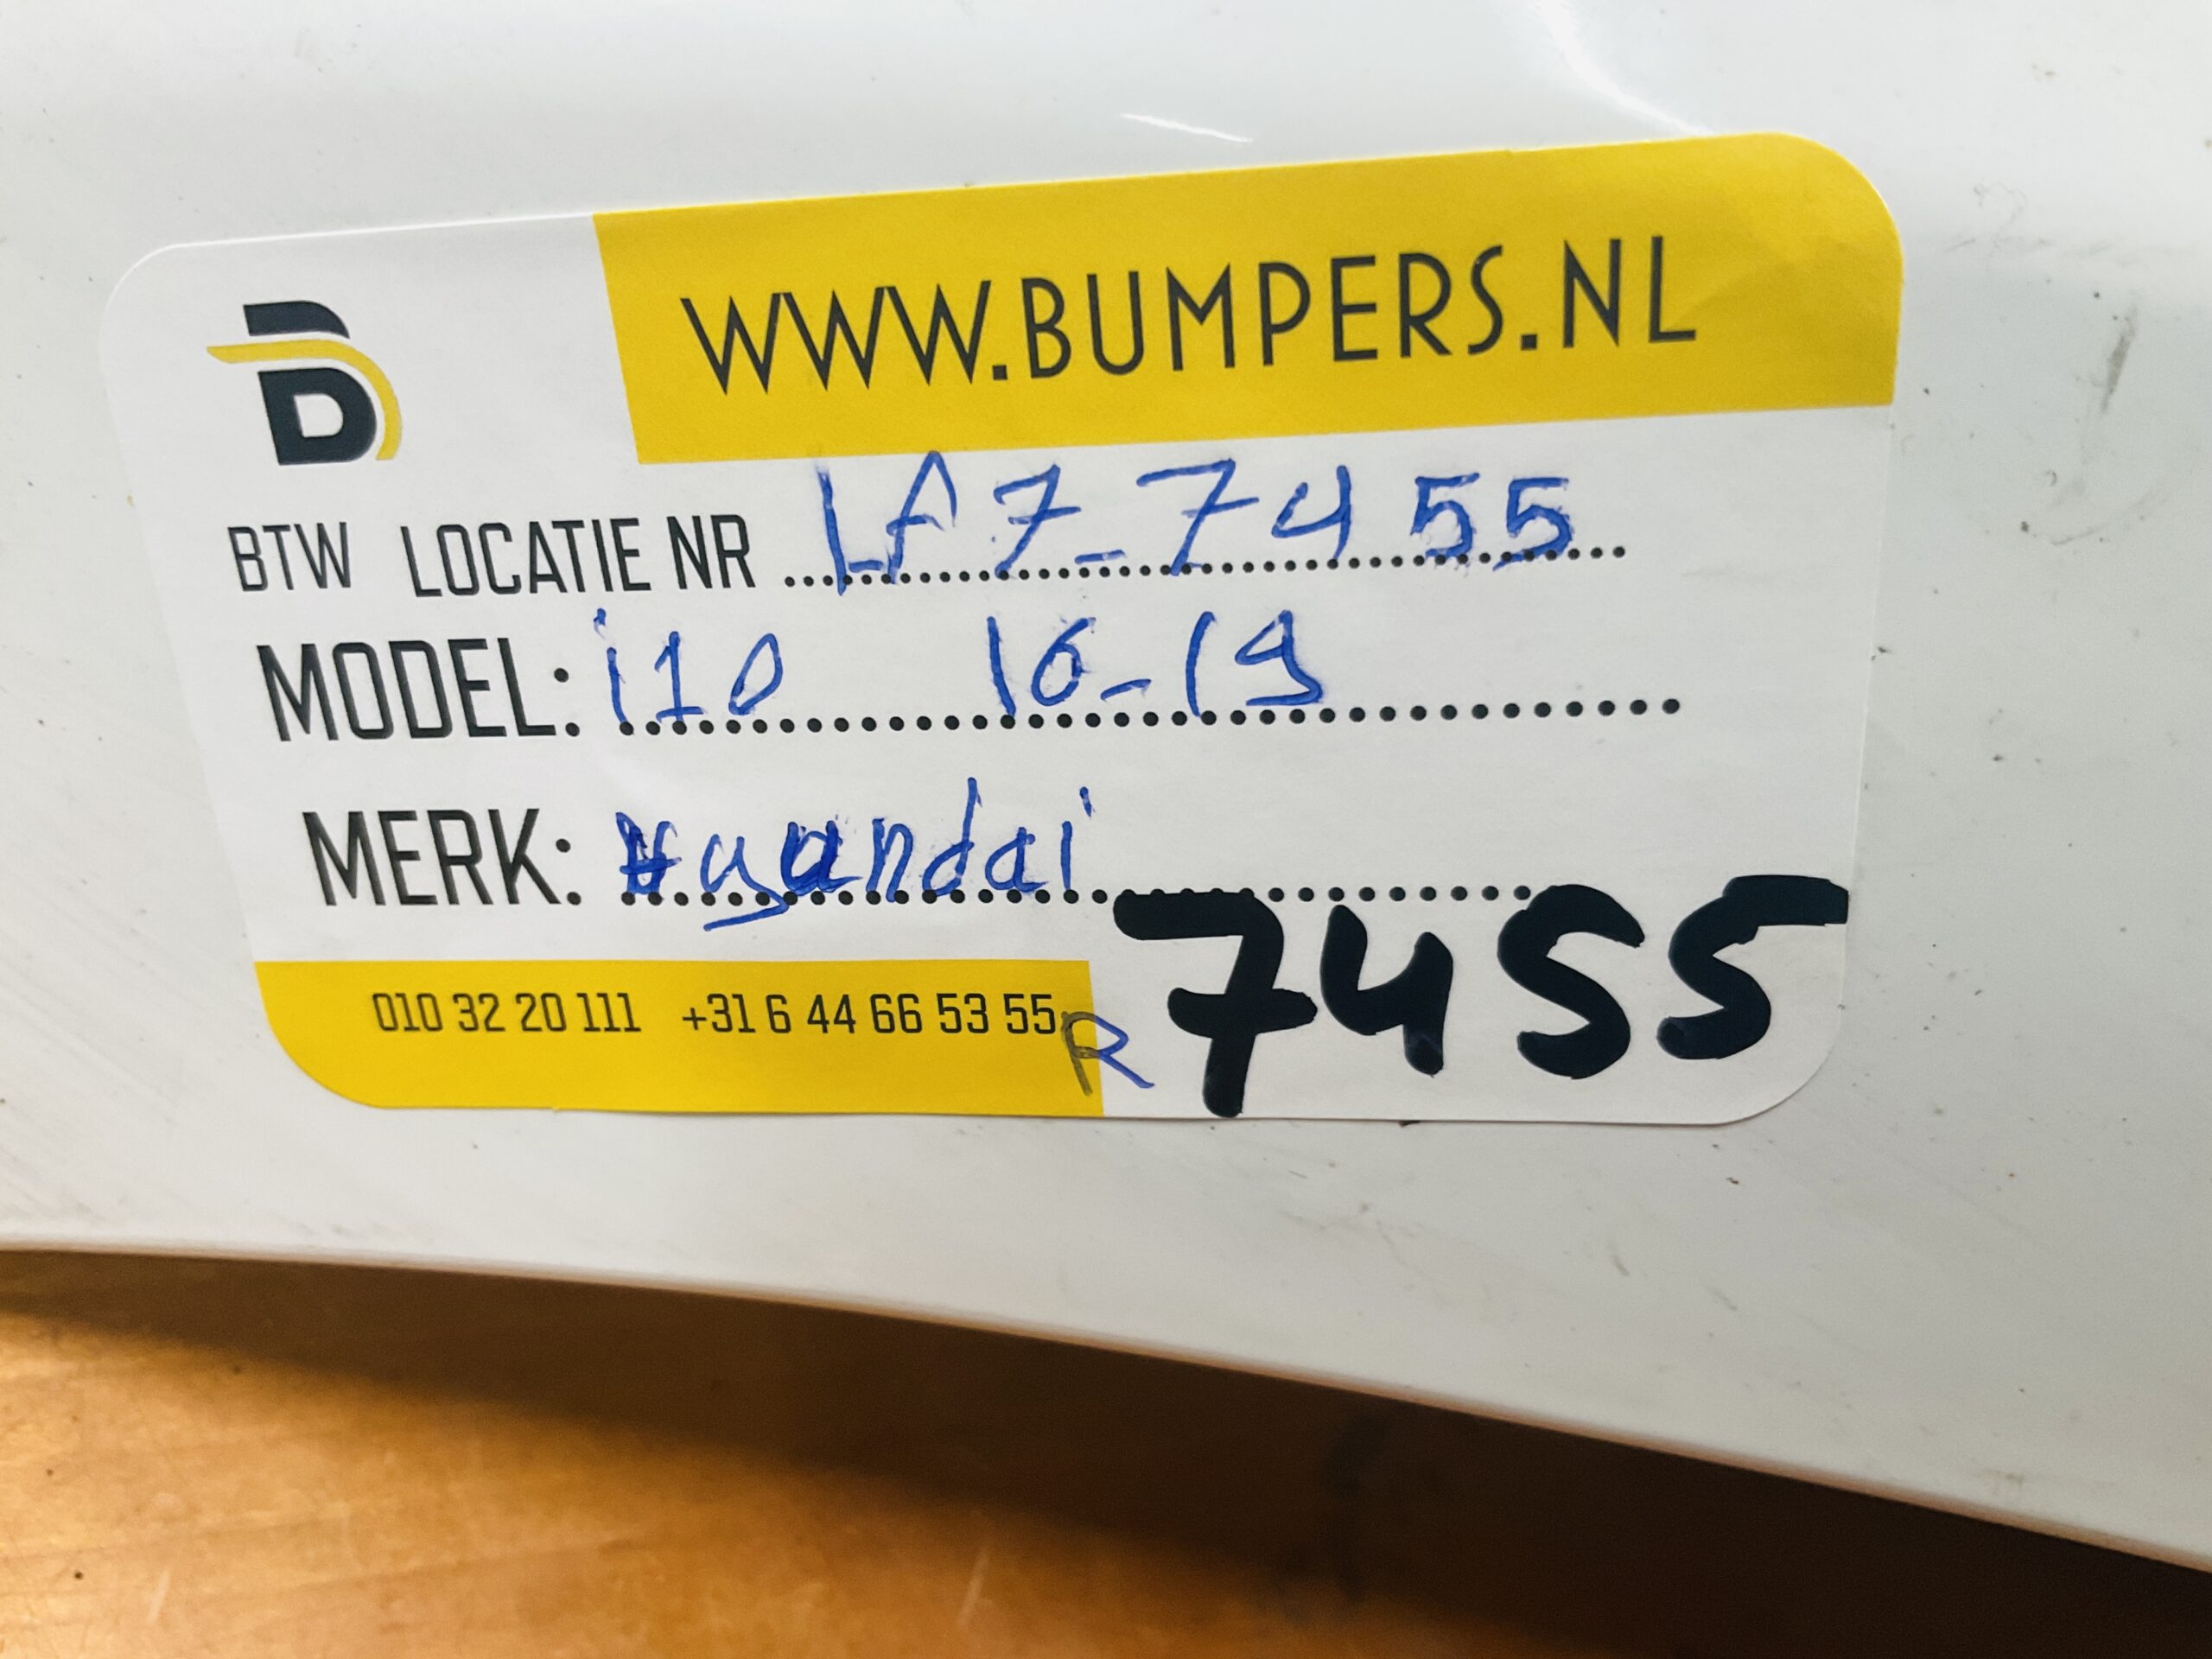 WWW.BUMPERS.NL
BTW LOCATIE NR LA7-7455
MODEL: i10 16-19
MERK: Hyundai
7455
010 32 20 111 +31 6 44 66 53 55 R